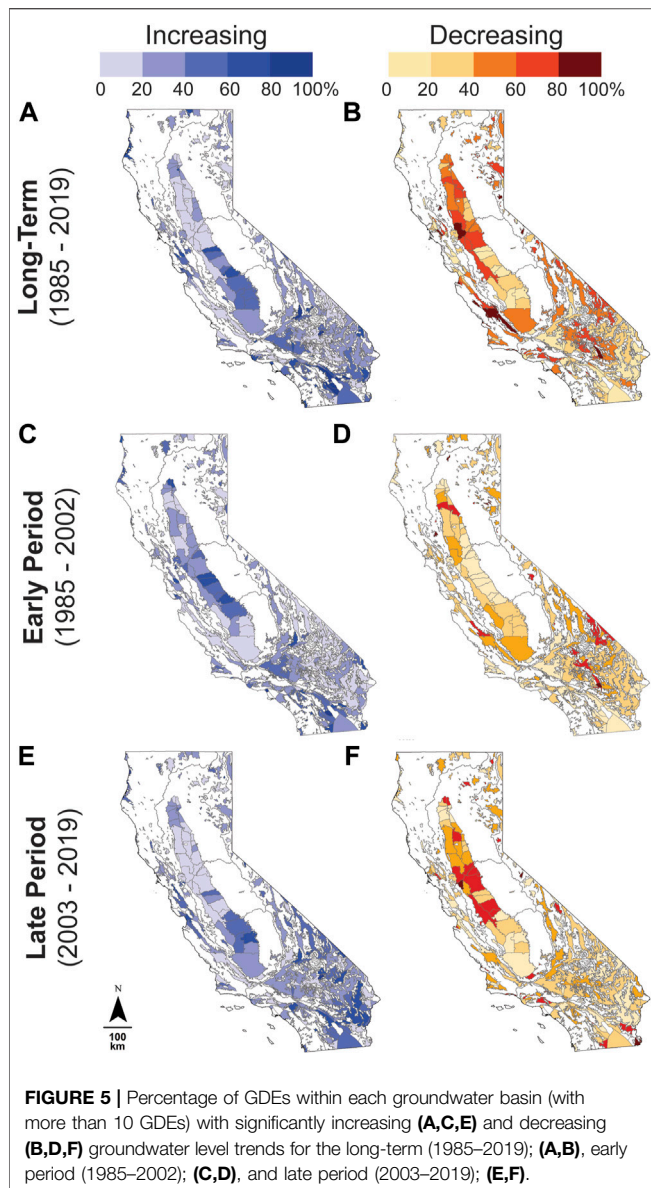 Increasing
Decreasing
0 20 40 60 80 100%
0 20 40 60 80 100%
A
B
Long-Term
(1985 - 2019)
C
D
Early Period
(1985 - 2002)
E
F
Late Period
(2003 - 2019)
N
100
km
FIGURE 5 | Percentage of GDEs within each groundwater basin (with
more than 10 GDEs) with significantly increasing (A,C,E) and decreasing
(B,D,F) groundwater level trends for the long-term (1985–2019); (A,B), early
period (1985–2002); (C,D), and late period (2003–2019); (E,F).